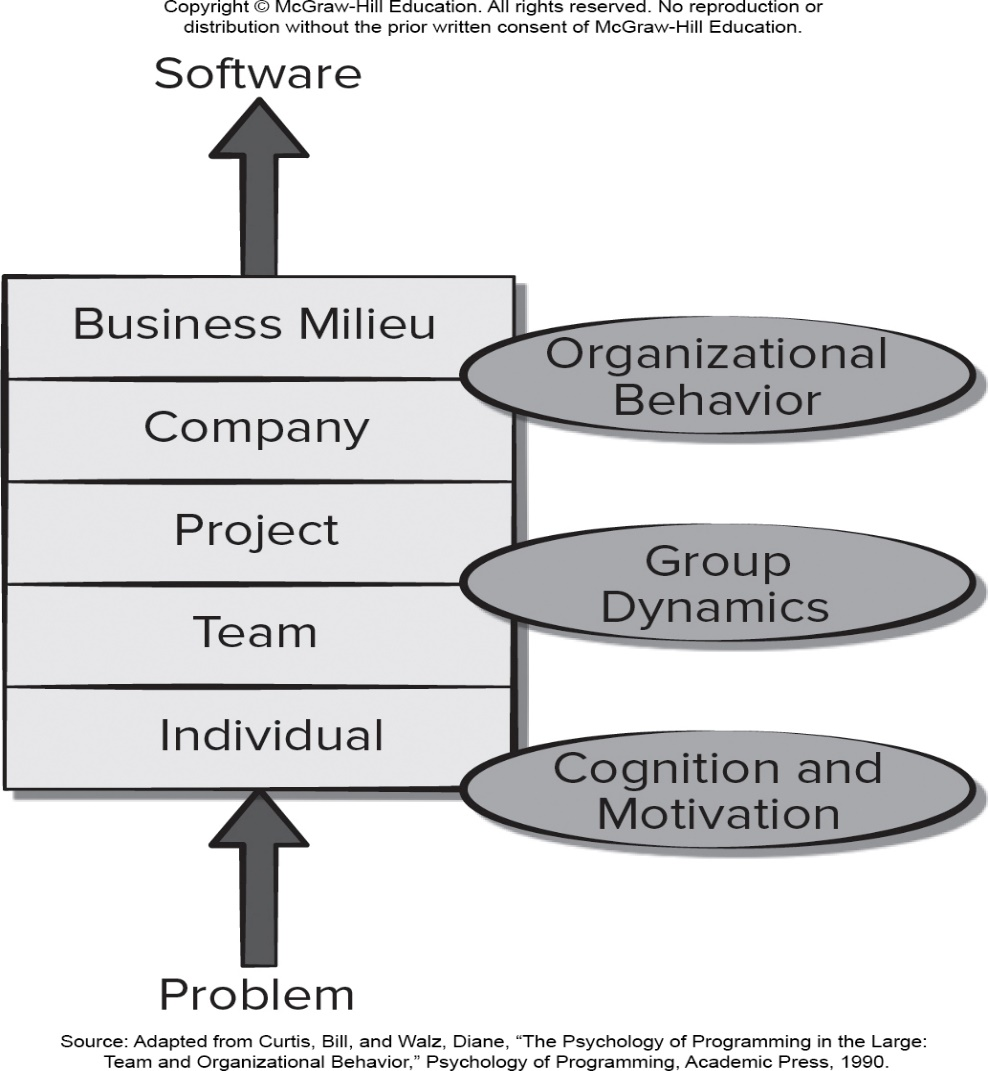 Copyright © McGraw-Hill Education. All rights reserved. No reproduction or
distribution without the prior written consent of McGraw-Hill Education.
Software
Business Milieu
Organizational
Behavior
Company
Project
Group
Dynamics
Team
Individual
Cognition and
Motivation
Problem
Source: Adapted from Curtis, Bill, and Walz, Diane, “The Psychology of Programming in the Large:
Team and Organizational Behavior,” Psychology of Programming, Academic Press, 1990.